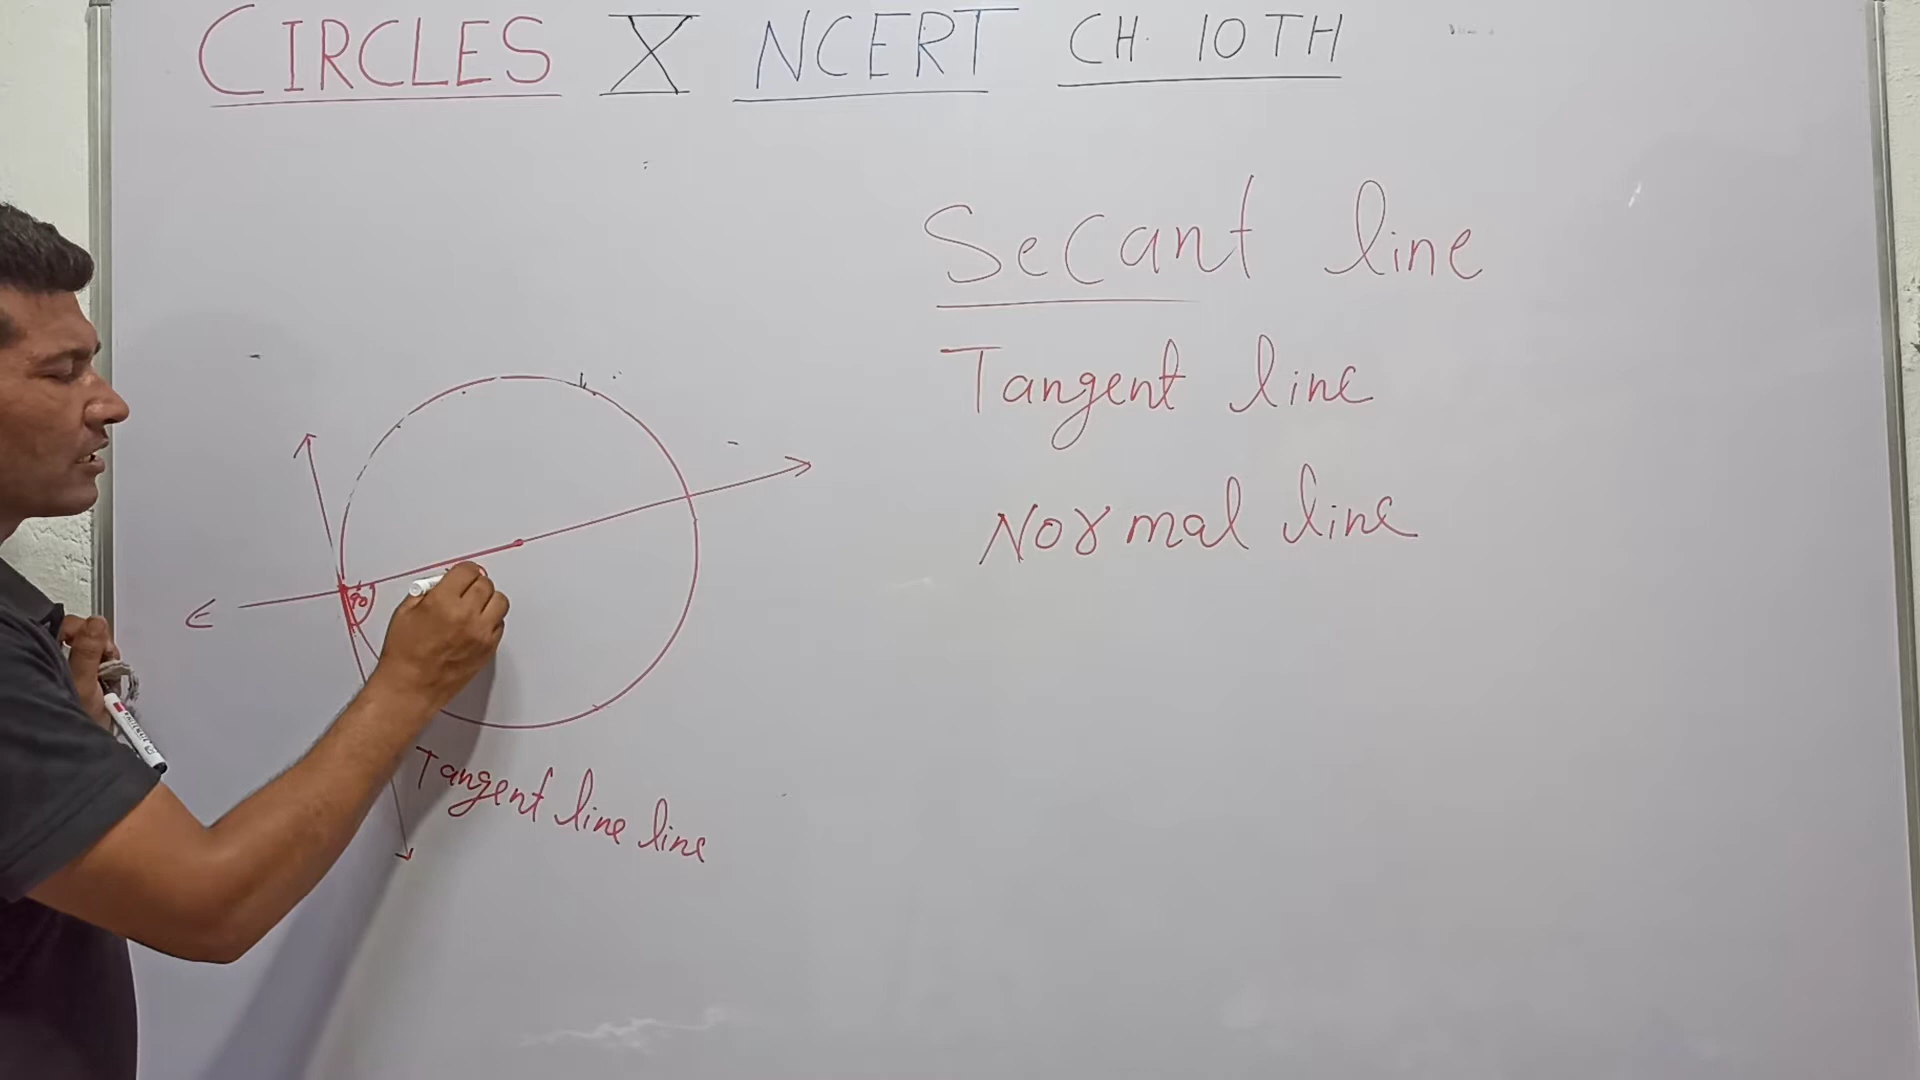 CIRCLES X NCERT CH. 10TH
Secant line
Tangent line
Normal line
90
Tangent line line